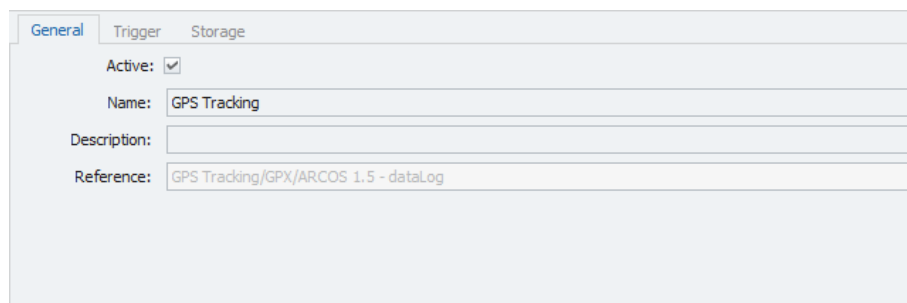 General Trigger Storage
Active:
Name: GPS Tracking
Description:
Reference: GPS Tracking/GPX/ARCOS 1.5 - dataLog